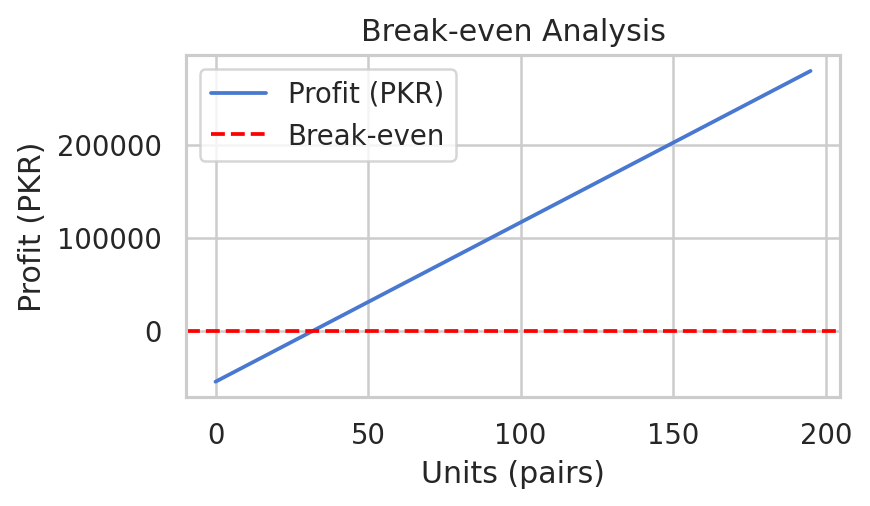 Break-even Analysis
Profit (PKR)
Break-even
Profit (PKR)
200000
100000
0
0 50 100 150 200
Units (pairs)